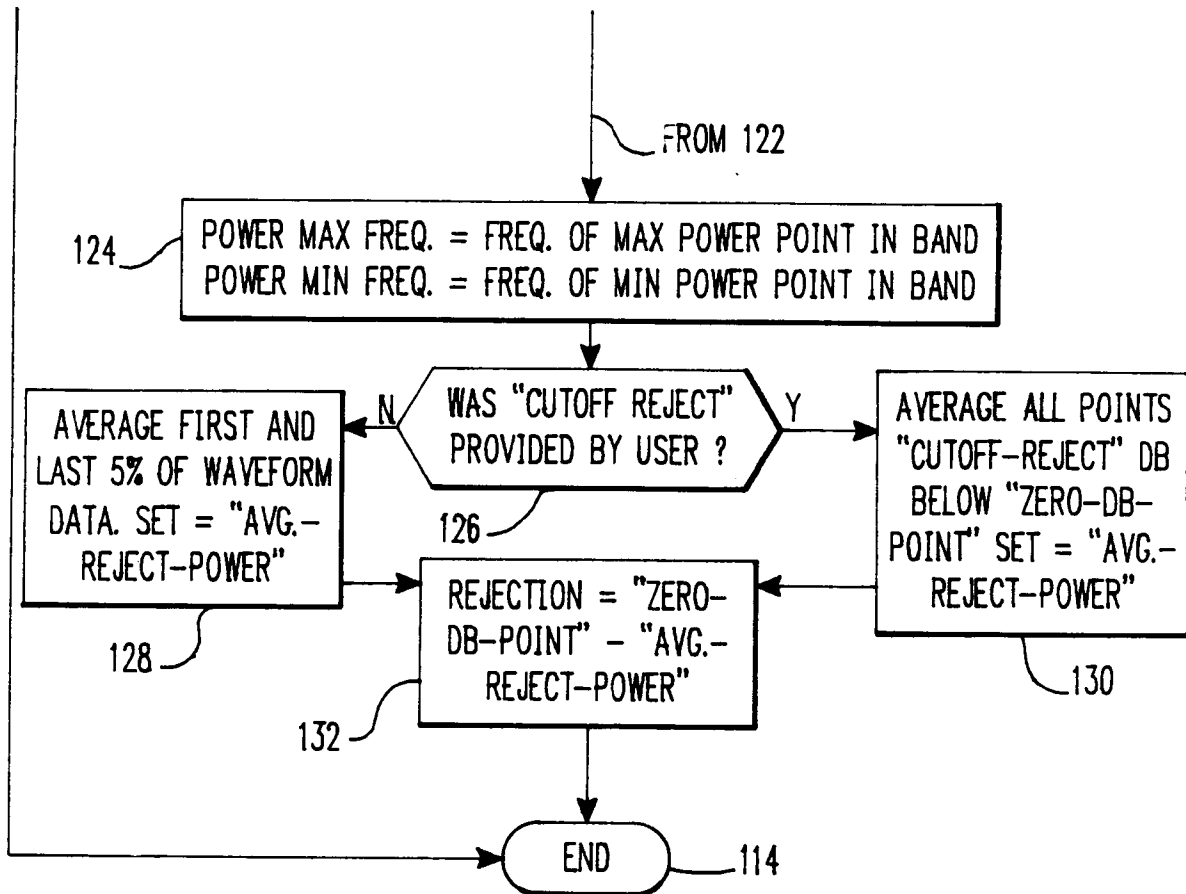 FROM 122
124
POWER MAX FREQ. = FREQ. OF MAX POWER POINT IN BAND
POWER MIN FREQ. = FREQ. OF MIN POWER POINT IN BAND
N
WAS "CUTOFF REJECT"
PROVIDED BY USER ?
Y
126
AVERAGE FIRST AND
LAST 5% OF WAVEFORM
DATA. SET = "AVG.-
REJECT-POWER"
128
AVERAGE ALL POINTS
"CUTOFF-REJECT" DB
BELOW "ZERO-DB-
POINT" SET = "AVG.-
REJECT-POWER"
130
REJECTION = "ZERO-
DB-POINT" - "AVG.-
REJECT-POWER"
132
END
114